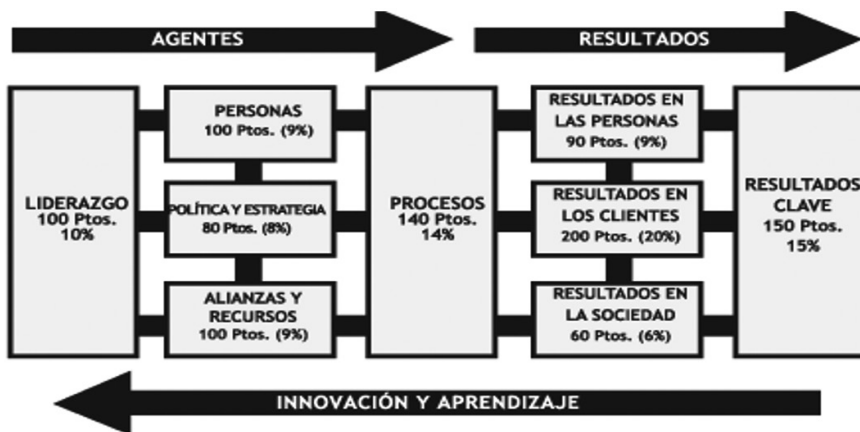 AGENTES
RESULTADOS
LIDERAZGO
100 Ptos.
10%
PERSONAS
100 Ptos. (9%)
POLÍTICA Y ESTRATEGIA
80 Ptos. (8%)
ALIANZAS Y
RECURSOS
100 Ptos. (9%)
PROCESOS
140 Ptos.
14%
RESULTADOS EN
LAS PERSONAS
90 Ptos. (9%)
RESULTADOS EN
LOS CLIENTES
200 Ptos. (20%)
RESULTADOS EN
LA SOCIEDAD
60 Ptos. (6%)
RESULTADOS
CLAVE
150 Ptos.
15%
INNOVACIÓN Y APRENDIZAJE